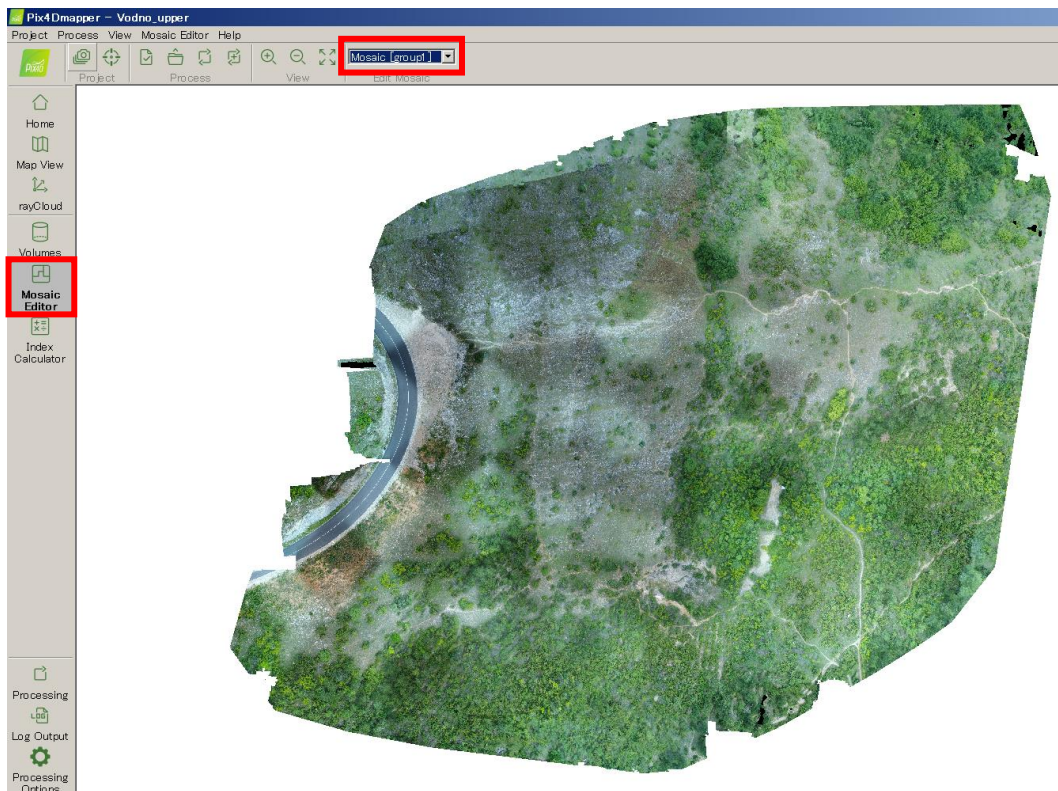 Pix4Dmapper - Vodno_upper
Project Process View Mosaic Editor Help
Mosaic [group1]
Project Process View Edit Mosaic
Home
Map View
rayCloud
Volumes
Mosaic
Editor
Index
Calculator
Processing
Log Output
Processing
Options